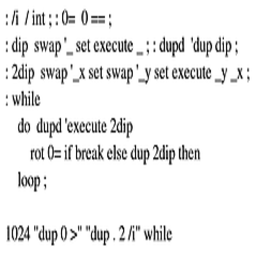 : /i / int ; : 0= 0 == ;
: dip swap '_ set execute _ ; : dupd 'dup dip ;
: 2dip swap '_x set swap '_y set execute _y _x ;
: while
do dupd 'execute 2dip
rot 0= if break else dup 2dip then
loop ;
1024 "dup 0 >" "dup . 2 /i" while